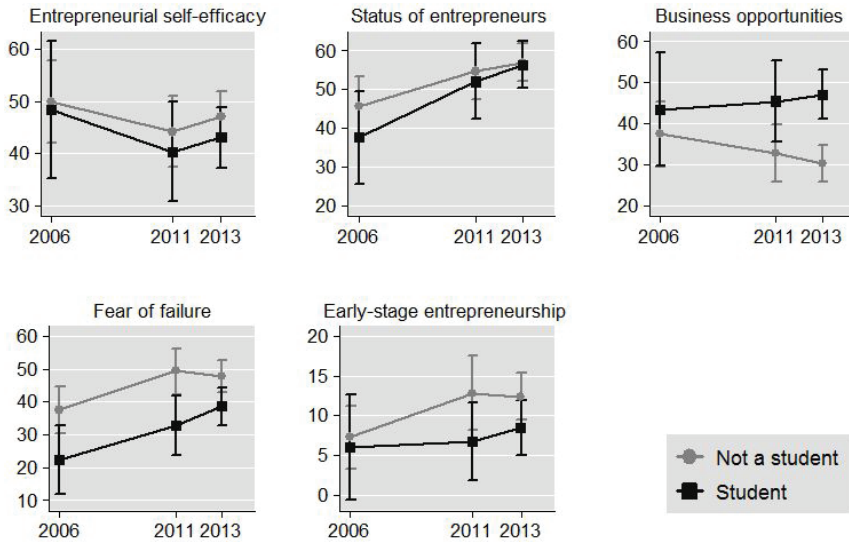 Entrepreneurial self-efficacy
60
50
40
30
2006 2011 2013
Status of entrepreneurs
60
50
40
30
20
2006 2011 2013
Business opportunities
60
50
40
30
20
2006 2011 2013
Fear of failure
60
50
40
30
20
10
2006 2011 2013
Early-stage entrepreneurship
20
15
10
5
0
2006 2011 2013
Not a student
Student